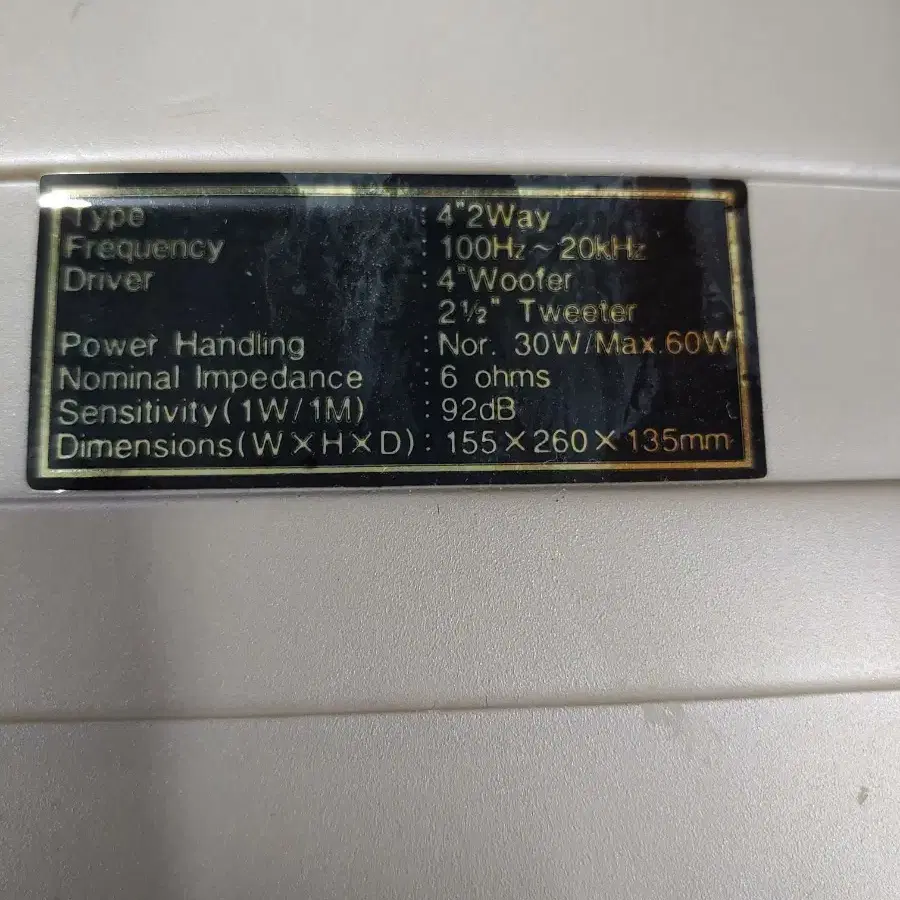 Type : 4"2Way
Frequency : 100Hz ~ 20kHz
Driver : 4"Woofer
2½" Tweeter
Power Handling : Nor. 30W/Max.60W
Nominal Impedance : 6 ohms
Sensitivity(1W/1M) : 92dB
Dimensions(W×H×D) : 155×260×135mm